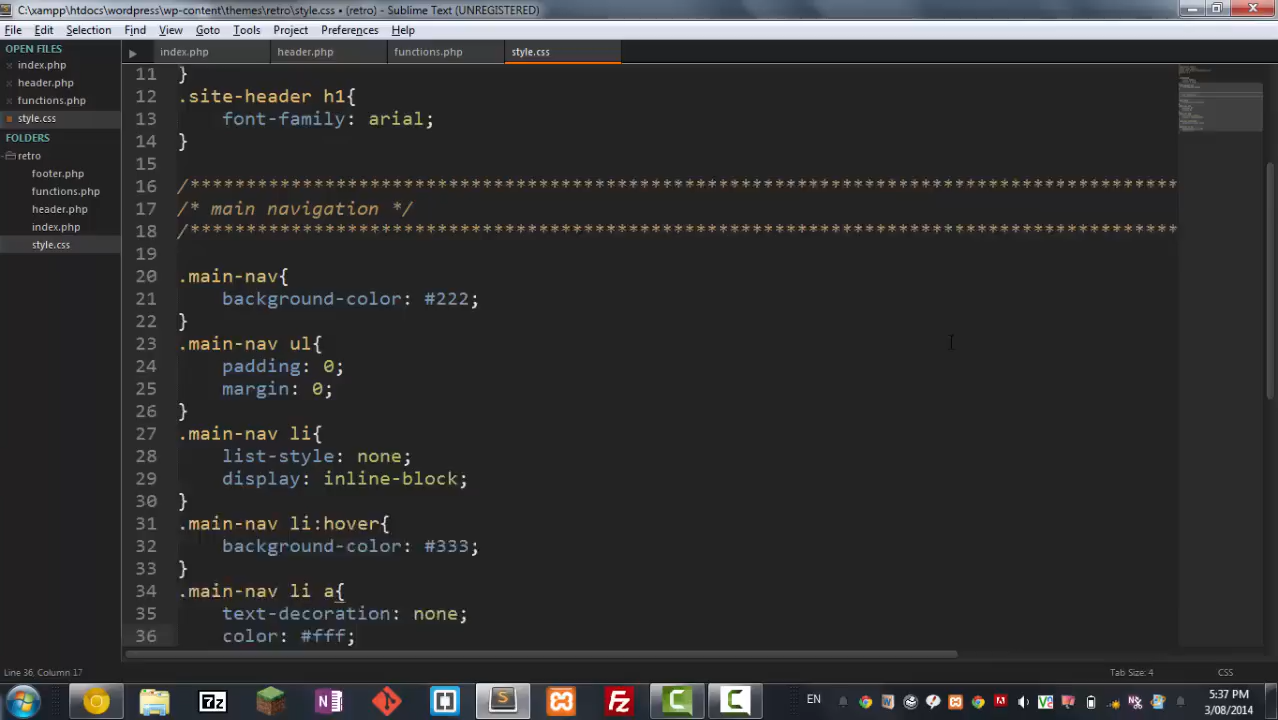 C:\xampp\htdocs\wordpress\wp-content\themes\retro\style.css • (retro) - Sublime Text (UNREGISTERED)
File Edit Selection Find View Goto Tools Project Preferences Help
OPEN FILES
index.php
header.php
functions.php
style.css
FOLDERS
retro
footer.php
functions.php
header.php
index.php
style.css
index.php header.php functions.php style.css
11 }
12 .site-header h1{
13 font-family: arial;
14 }
15
16 /****************************************************************************************
17 /* main navigation */
18 /****************************************************************************************
19
20 .main-nav{
21 background-color: #222;
22 }
23 .main-nav ul{
24 padding: 0;
25 margin: 0;
26 }
27 .main-nav li{
28 list-style: none;
29 display: inline-block;
30 }
31 .main-nav li:hover{
32 background-color: #333;
33 }
34 .main-nav li a{
35 text-decoration: none;
36 color: #fff;
Line 36, Column 17 Tab Size: 4 CSS
7z
EN
5:37 PM
3/08/2014